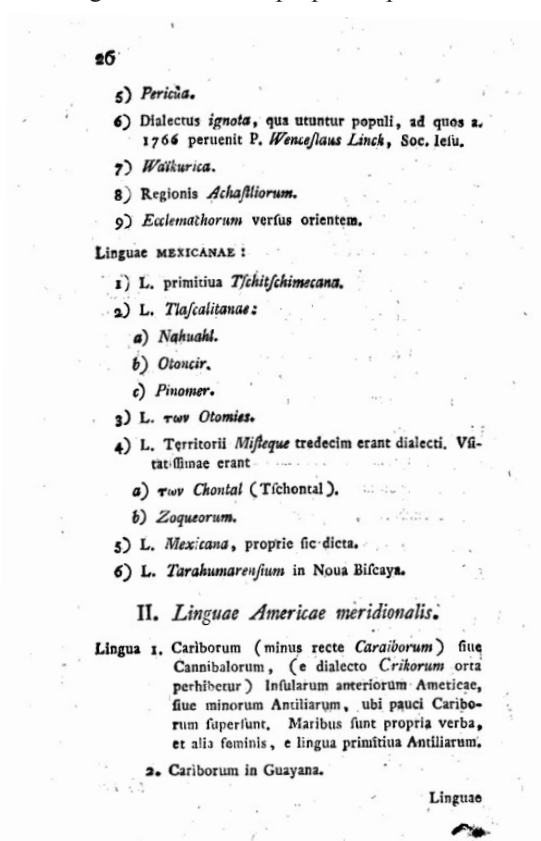 26
5) Pericùa.
6) Dialectus ignota, qua utuntur populi, ad quos a.
1766 peruenit P. Wenceſlaus Linck, Soc. Ieſu.
7) Waïkurica.
8) Regionis Achaſtliorum.
9) Ecclemathorum verſus orientem.
Linguae MEXICANAE:
1) L. primitiua Tſchitſchimecana.
2) L. Tlaſcalitanae:
a) Nahuahl.
b) Otoncir.
c) Pinomer.
3) L. των Otomies.
4) L. Territorii Miſteque tredecim erant dialecti. Vſi-
tatiſſimae erant
a) των Chontal (Tſchontal).
b) Zoqueorum.
5) L. Mexicana, proprie ſic dicta.
6) L. Tarahumarenſium in Noua Biſcaya.
II. Linguae Americae meridionalis.
Lingua 1. Cariborum (minus recte Caraiborum) ſiue
Cannibalorum, (e dialecto Crikorum orta
perhibetur) Inſularum anteriorum Americae,
ſiue minorum Antiliarum, ubi pauci Caribo-
rum ſuperſunt. Maribus ſunt propria verba,
et alia feminis, e lingua primitiua Antiliarum.
2. Cariborum in Guayana.
Linguae